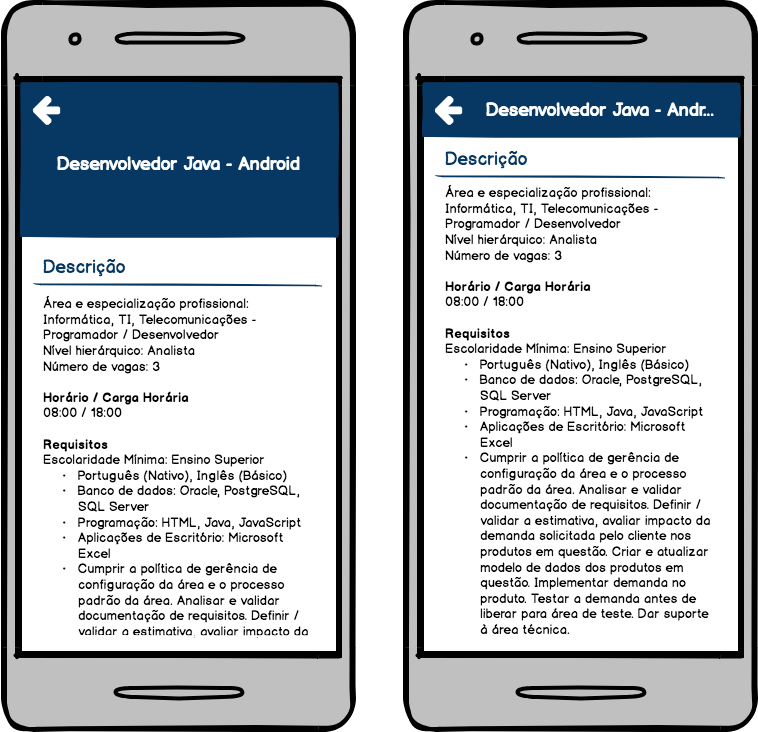 Desenvolvedor Java - Android
Descrição
Área e especialização profissional:
Informática, TI, Telecomunicações -
Programador / Desenvolvedor
Nível hierárquico: Analista
Número de vagas: 3
Horário / Carga Horária
08:00 / 18:00
Requisitos
Escolaridade Mínima: Ensino Superior
• Português (Nativo), Inglês (Básico)
• Banco de dados: Oracle, PostgreSQL,
SQL Server
• Programação: HTML, Java, JavaScript
• Aplicações de Escritório: Microsoft
Excel
• Cumprir a política de gerência de
configuração da área e o processo
padrão da área. Analisar e validar
documentação de requisitos. Definir /
validar a estimativa, avaliar impacto da
Desenvolvedor Java - Andr...
Descrição
Área e especialização profissional:
Informática, TI, Telecomunicações -
Programador / Desenvolvedor
Nível hierárquico: Analista
Número de vagas: 3
Horário / Carga Horária
08:00 / 18:00
Requisitos
Escolaridade Mínima: Ensino Superior
• Português (Nativo), Inglês (Básico)
• Banco de dados: Oracle, PostgreSQL,
SQL Server
• Programação: HTML, Java, JavaScript
• Aplicações de Escritório: Microsoft
Excel
• Cumprir a política de gerência de
configuração da área e o processo
padrão da área. Analisar e validar
documentação de requisitos. Definir /
validar a estimativa, avaliar impacto da
demanda solicitada pelo cliente nos
produtos em questão. Criar e atualizar
modelo de dados dos produtos em
questão. Implementar demanda no
produto. Testar a demanda antes de
liberar para área de teste. Dar suporte
à área técnica.